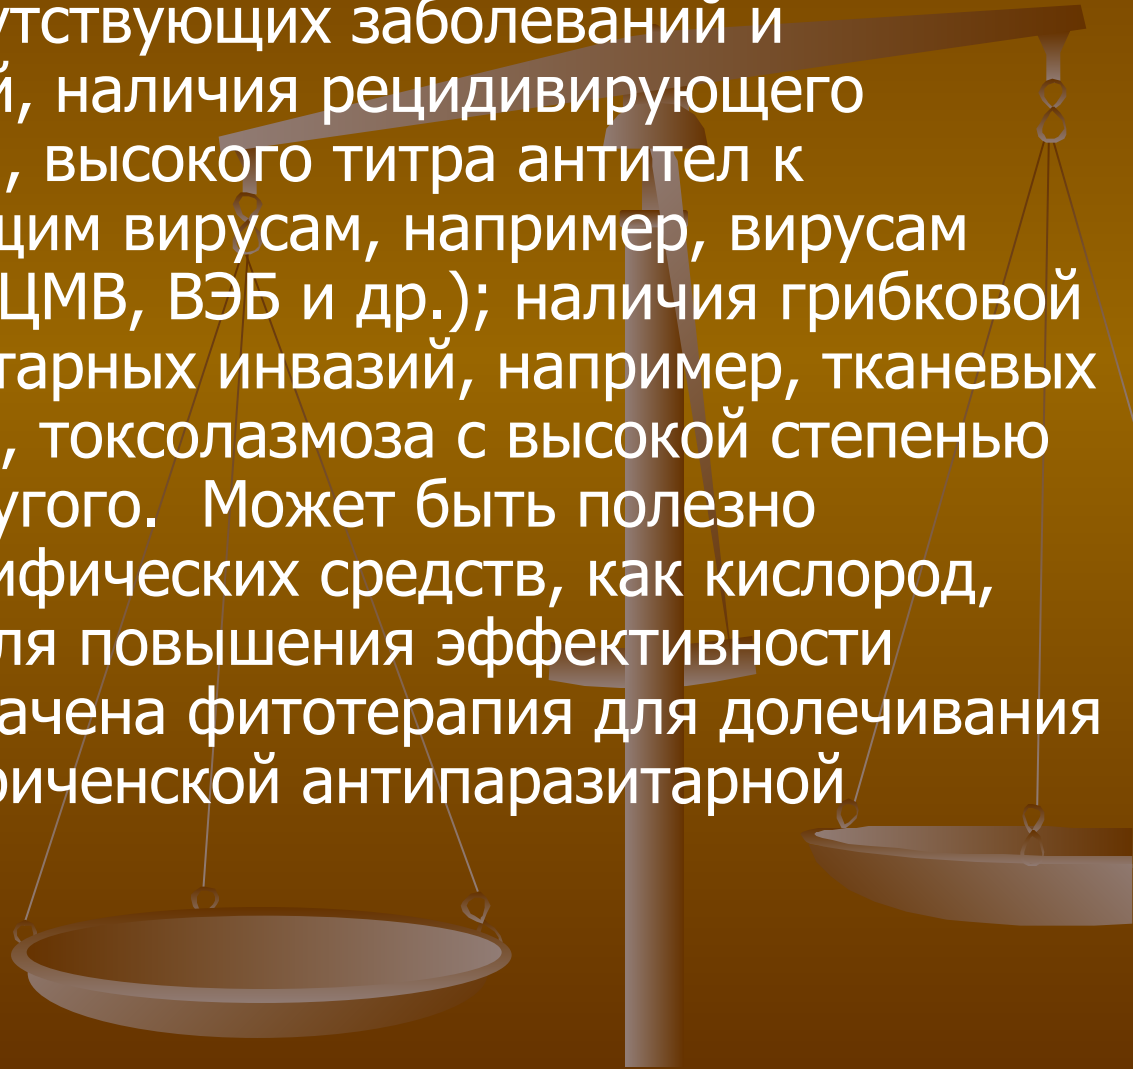 утствующих заболеваний и
й, наличия рецидивирующего
, высокого титра антител к
щим вирусам, например, вирусам
ЦМВ, ВЭБ и др.); наличия грибковой
тарных инвазий, например, тканевых
, токсолазмоза с высокой степенью
угого.  Может быть полезно
ифических средств, как кислород,
ля повышения эффективности
ачена фитотерапия для долечивания
риченской антипаразитарной